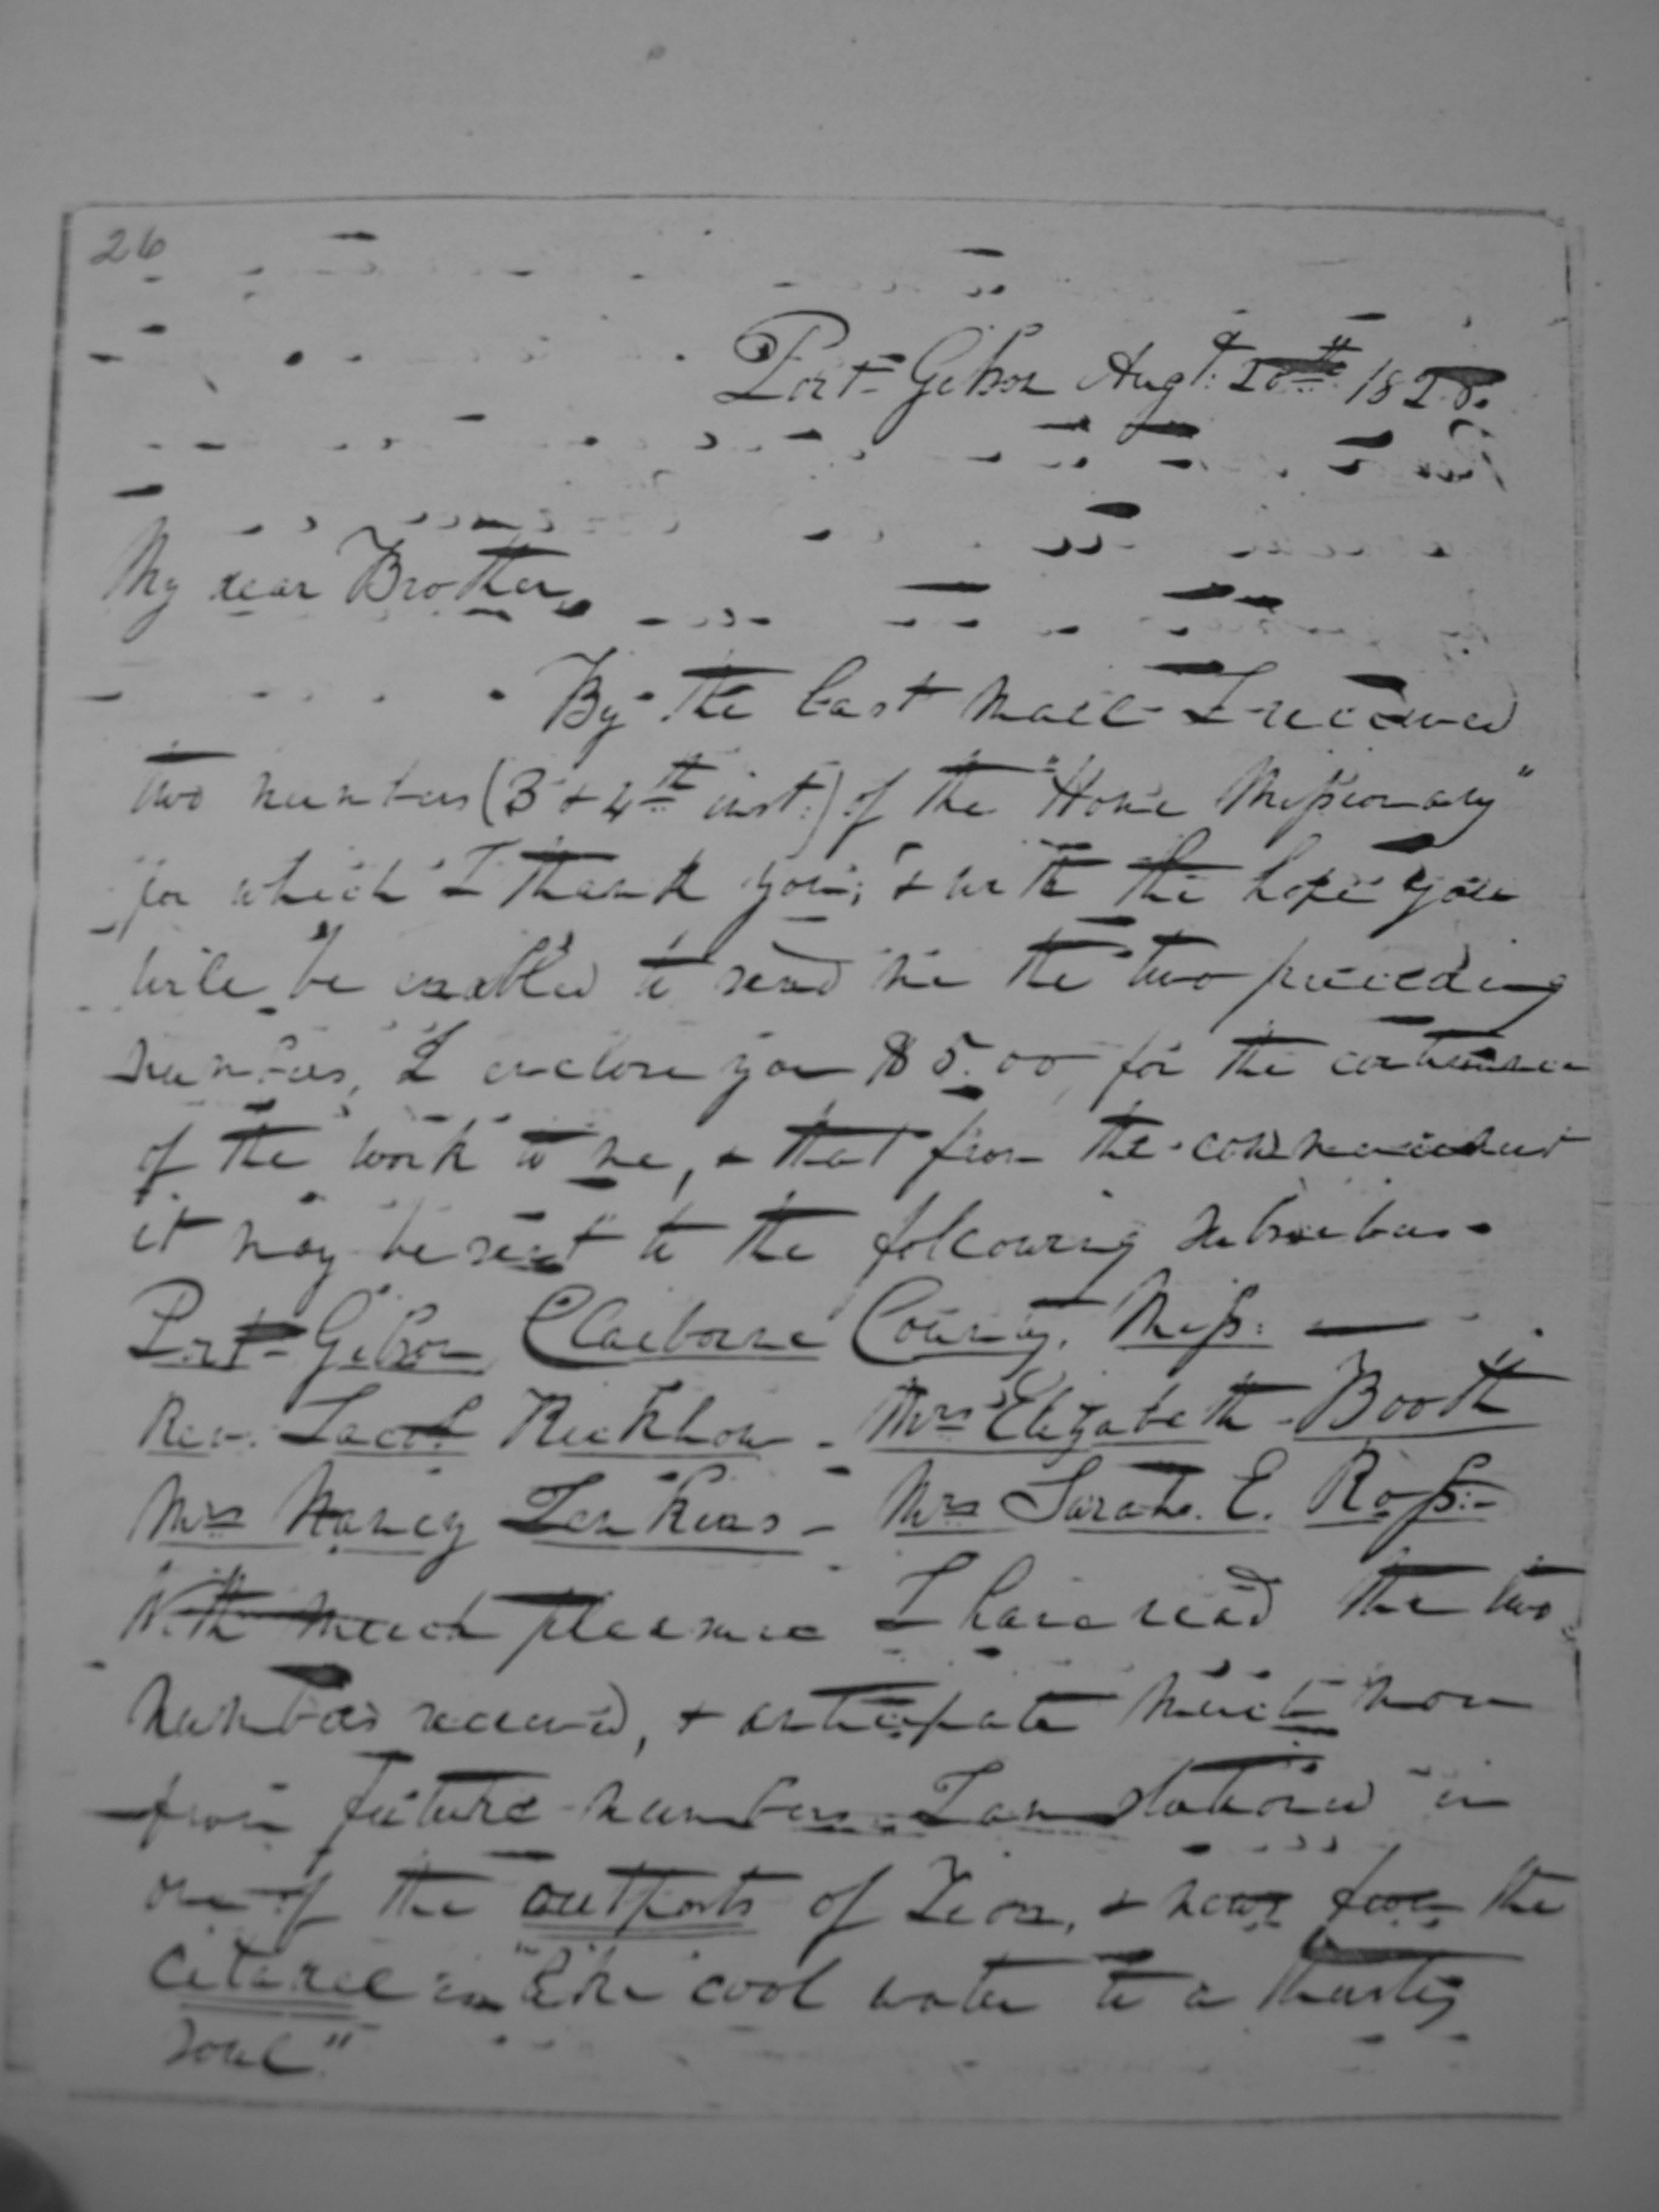 26
Port-Gibson Augt. 20th 1828.
My dear Brother,
By the last mail I received
two numbers (3 & 4th inst.) of the "Home Missionary"
for which I thank you; & with the hope you
will be enabled to send me the two preceeding
numbers, I enclose you $5.00 for the continuance
of the work to me, & that from the commencement
it may be sent to the following subscribers.
Port-Gibson Claiborne County, Miss: —
Rev. Jacob Rickhow - Mrs Elizabeth Booth
Mrs Nancy Jenkins - Mrs Sarah. E. Ross.
With much pleasure I have read the two
numbers received, & anticipate much more
from future numbers. I am stationed in
one of the outposts of Zion, & news from the
citadel is "like cool water to a thirsty
soul"